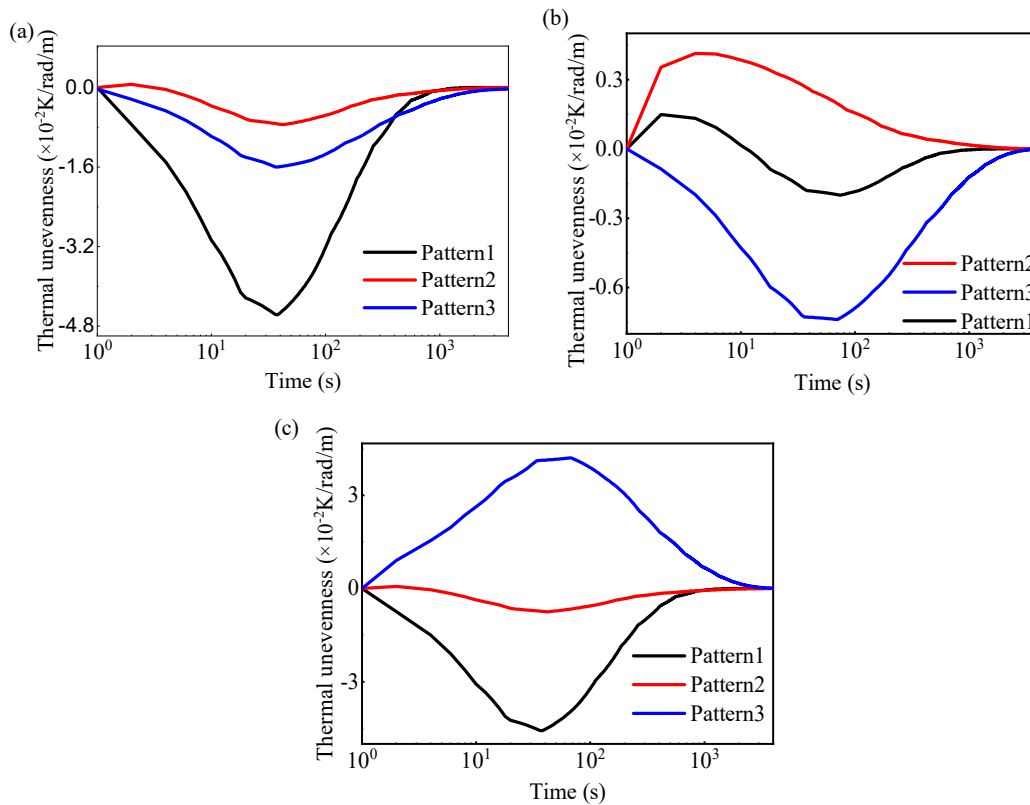 (a)
Thermal unevenness (×10⁻²K/rad/m)
0.0
-1.6
-3.2
-4.8
Pattern1
Pattern2
Pattern3
10⁰ 10¹ 10² 10³
Time (s)
(b)
Thermal unevenness (×10⁻²K/rad/m)
0.3
0.0
-0.3
-0.6
Pattern2
Pattern3
Pattern1
10⁰ 10¹ 10² 10³
Time (s)
(c)
Thermal unevenness (×10⁻²K/rad/m)
3
0
-3
Pattern1
Pattern2
Pattern3
10⁰ 10¹ 10² 10³
Time (s)